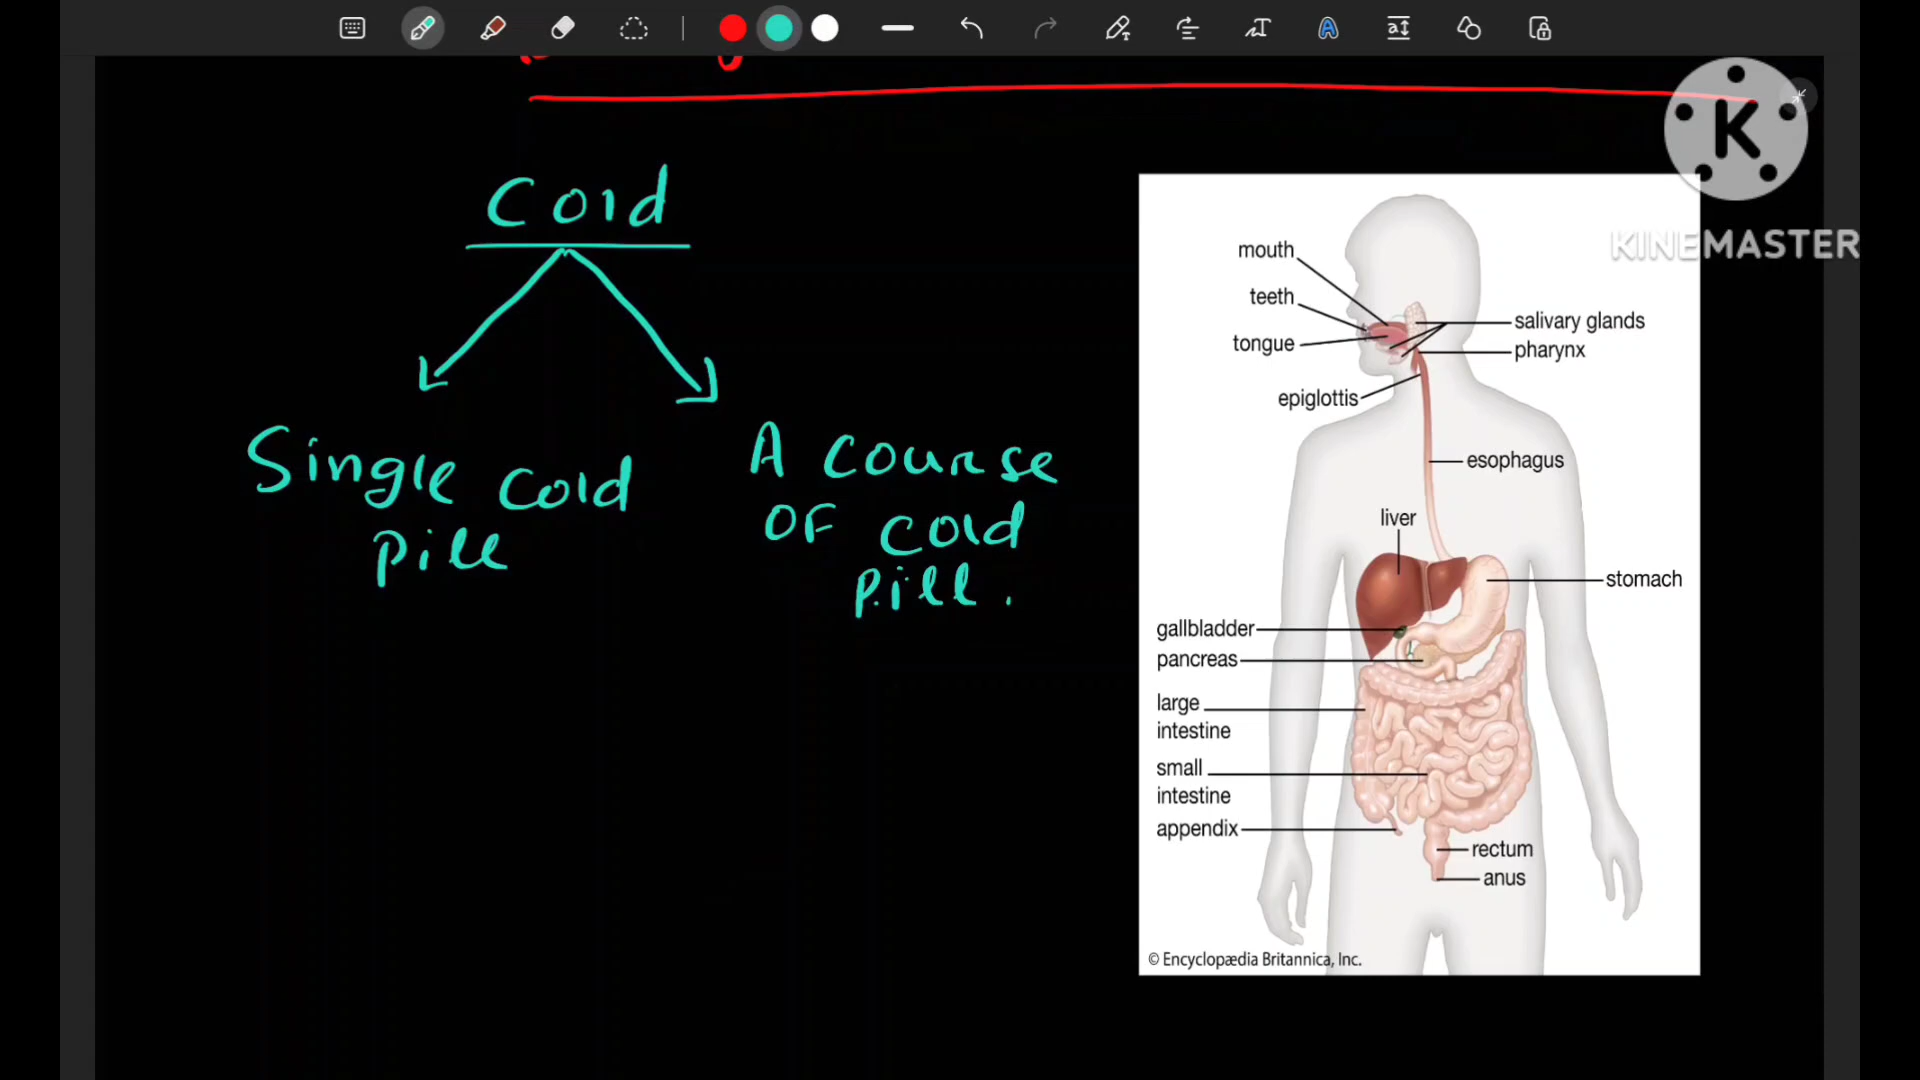 Cold
Single cold
pill
A course
OF cold
pill.
K
KINEMASTER
mouth
teeth
tongue
salivary glands
pharynx
epiglottis
esophagus
liver
stomach
gallbladder
pancreas
large
intestine
small
intestine
appendix
rectum
anus
© Encyclopædia Britannica, Inc.